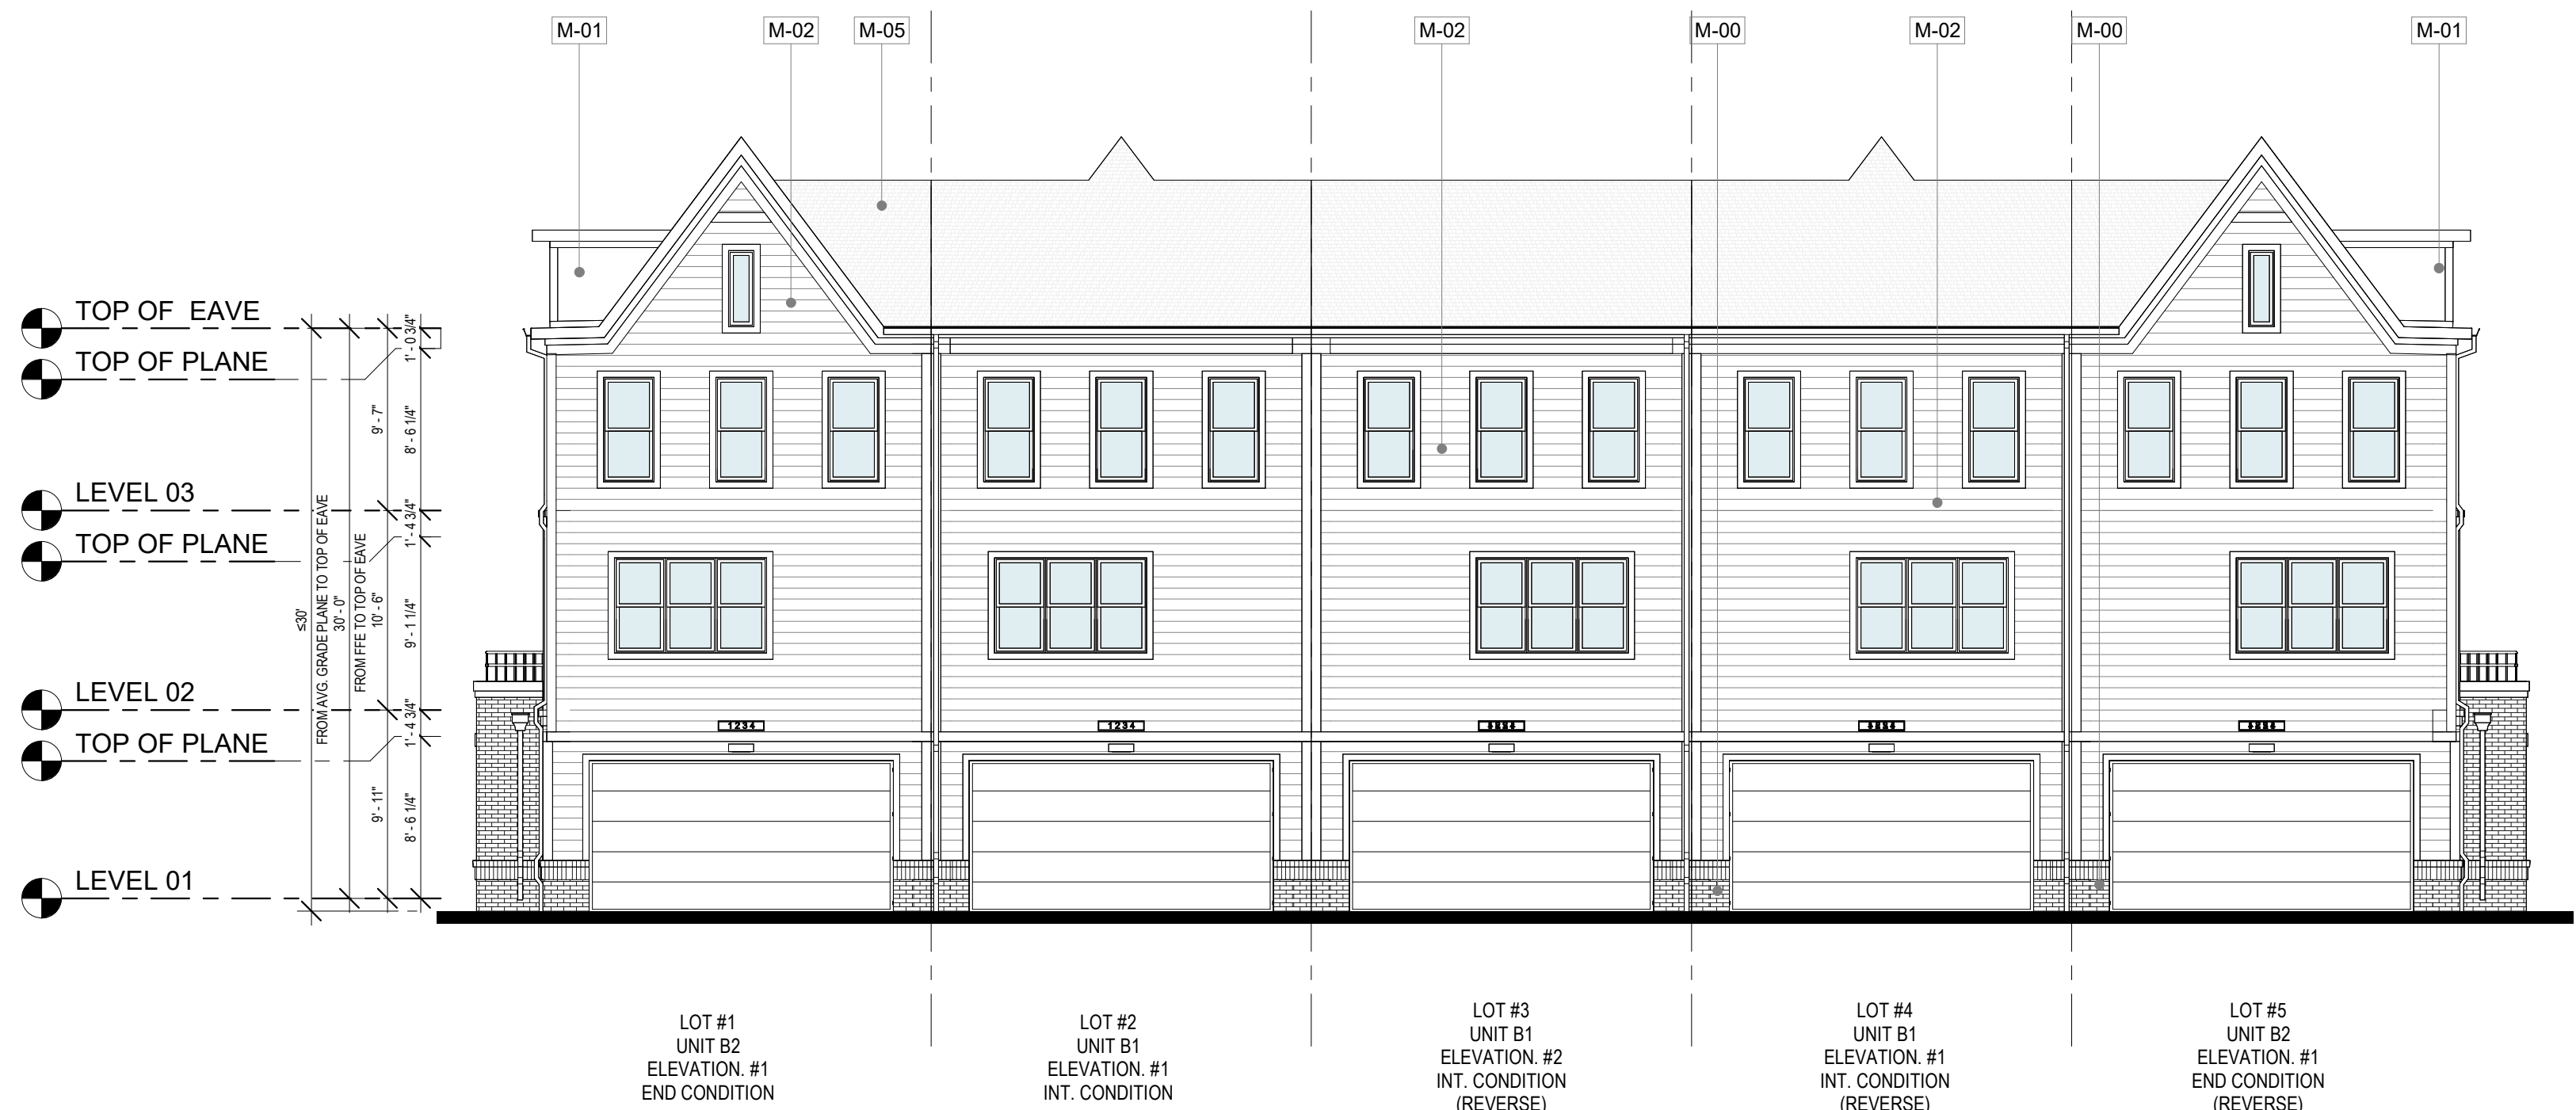 M-01
M-02
M-05
M-02
M-00
M-02
M-00
M-01
TOP OF EAVE
TOP OF PLANE
LEVEL 03
TOP OF PLANE
LEVEL 02
TOP OF PLANE
LEVEL 01
≤30'
FROM AVG. GRADE PLANE TO TOP OF EAVE
30' - 0"
FROM FFE TO TOP OF EAVE
9' - 7"
10' - 6"
9' - 11"
1' - 0 3/4"
8' - 6 1/4"
1' - 4 3/4"
9' - 1 1/4"
1' - 4 3/4"
8' - 6 1/4"
1234
1234
LOT #1
UNIT B2
ELEVATION. #1
END CONDITION
LOT #2
UNIT B1
ELEVATION. #1
INT. CONDITION
LOT #3
UNIT B1
ELEVATION. #2
INT. CONDITION
(REVERSE)
LOT #4
UNIT B1
ELEVATION. #1
INT. CONDITION
(REVERSE)
LOT #5
UNIT B2
ELEVATION. #1
END CONDITION
(REVERSE)